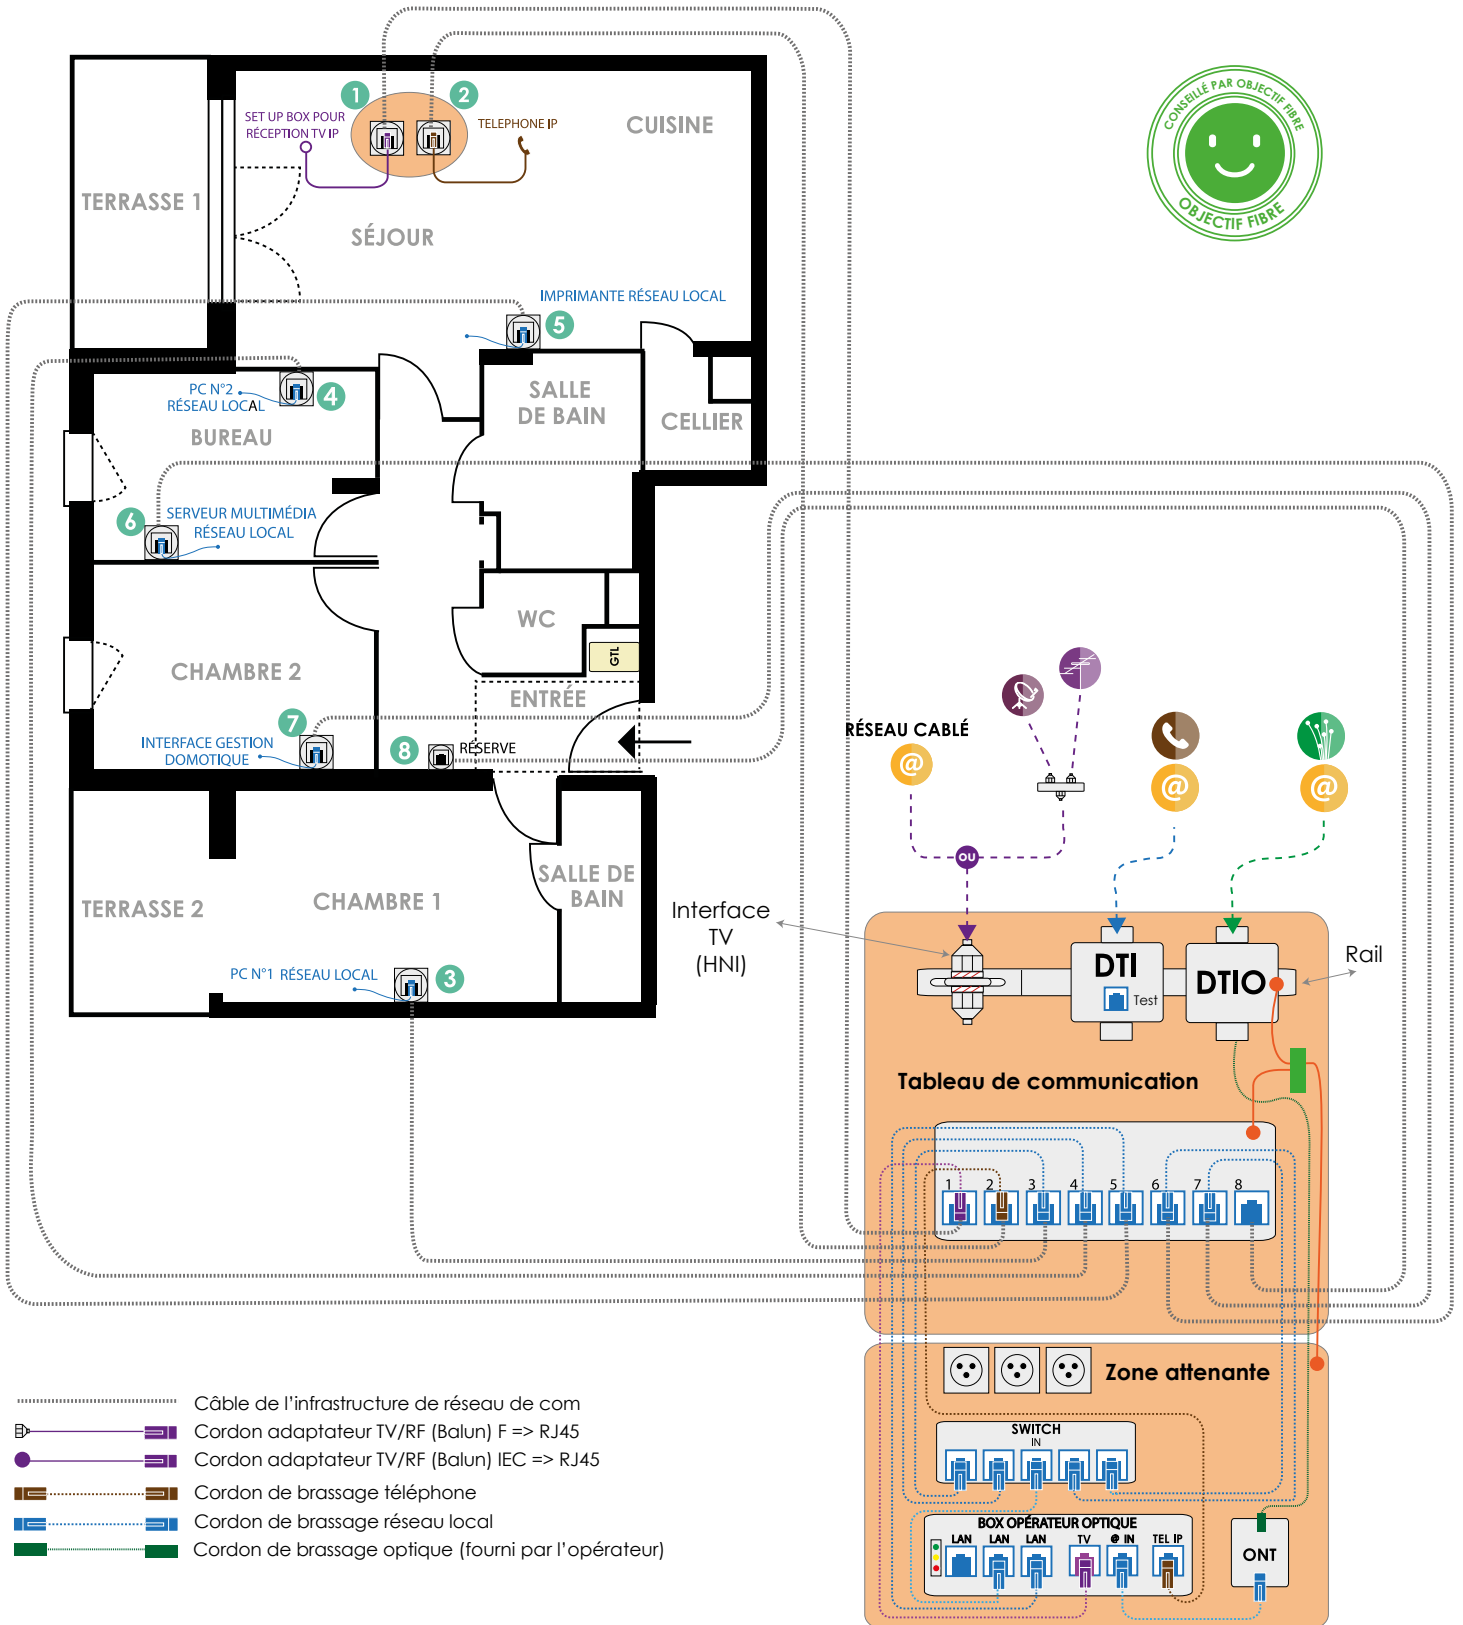 CONSEILLÉ PAR OBJECTIF FIBRE
OBJECTIF FIBRE
1
2
SET UP BOX POUR
RÉCEPTION TV IP
TELEPHONE IP
CUISINE
TERRASSE 1
SÉJOUR
IMPRIMANTE RÉSEAU LOCAL
5
PC N°2
RÉSEAU LOCAL
4
BUREAU
SALLE
DE BAIN
CELLIER
6
SERVEUR MULTIMÉDIA
RÉSEAU LOCAL
WC
GTL
CHAMBRE 2
ENTRÉE
7
INTERFACE GESTION
DOMOTIQUE
8
RÉSERVE
RÉSEAU CABLÉ
@
@
@
OU
TERRASSE 2
CHAMBRE 1
SALLE DE
BAIN
PC N°1 RÉSEAU LOCAL
3
Interface
TV
(HNI)
DTI
Test
DTIO
Rail
Tableau de communication
1 2 3 4 5 6 7 8
Zone attenante
SWITCH
IN
BOX OPÉRATEUR OPTIQUE
LAN LAN LAN TV @ IN TEL IP
ONT
Câble de l'infrastructure de réseau de com
Cordon adaptateur TV/RF (Balun) F => RJ45
Cordon adaptateur TV/RF (Balun) IEC => RJ45
Cordon de brassage téléphone
Cordon de brassage réseau local
Cordon de brassage optique (fourni par l'opérateur)